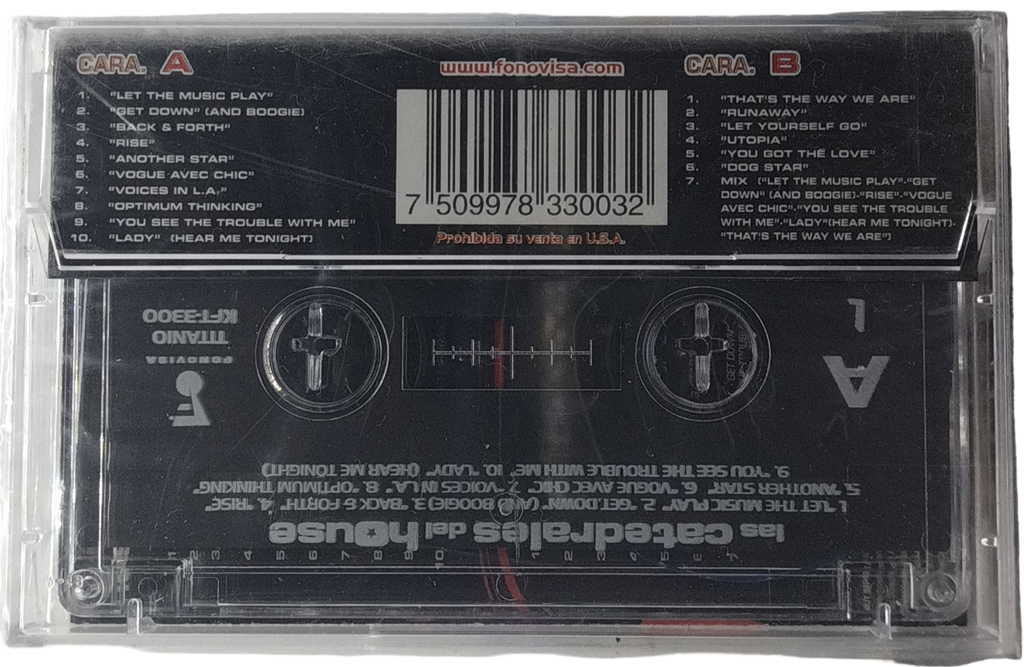 CARA. A
1. "LET THE MUSIC PLAY"
2. "GET DOWN" (AND BOOGIE)
3. "BACK & FORTH"
4. "RISE"
5. "ANOTHER STAR"
6. "VOGUE AVEC CHIC"
7. "VOICES IN L.A."
8. "OPTIMUM THINKING"
9. "YOU SEE THE TROUBLE WITH ME"
10. "LADY" (HEAR ME TONIGHT)
www.fonovisa.com
7 509978 330032
Prohibida su venta en U.S.A.
CARA. B
1. "THAT'S THE WAY WE ARE"
2. "RUNAWAY"
3. "LET YOURSELF GO"
4. "UTOPIA"
5. "YOU GOT THE LOVE"
6. "DOG STAR"
7. MIX ("LET THE MUSIC PLAY"-"GET
DOWN" (AND BOOGIE)-"RISE"-"VOGUE
AVEC CHIC"-"YOU SEE THE TROUBLE
WITH ME"-"LADY"(HEAR ME TONIGHT)-
"THAT'S THE WAY WE ARE")
las catedrales del house
1. "LET THE MUSIC PLAY" 2. "GET DOWN" (AND BOOGIE) 3. "BACK & FORTH" 4. "RISE"
5. "ANOTHER STAR" 6. "VOGUE AVEC CHIC" 7. "VOICES IN L.A." 8. "OPTIMUM THINKING"
9. "YOU SEE THE TROUBLE WITH ME" 10. "LADY" (HEAR ME TONIGHT)
A
FONOVISA
TITANIO
KFT-3300